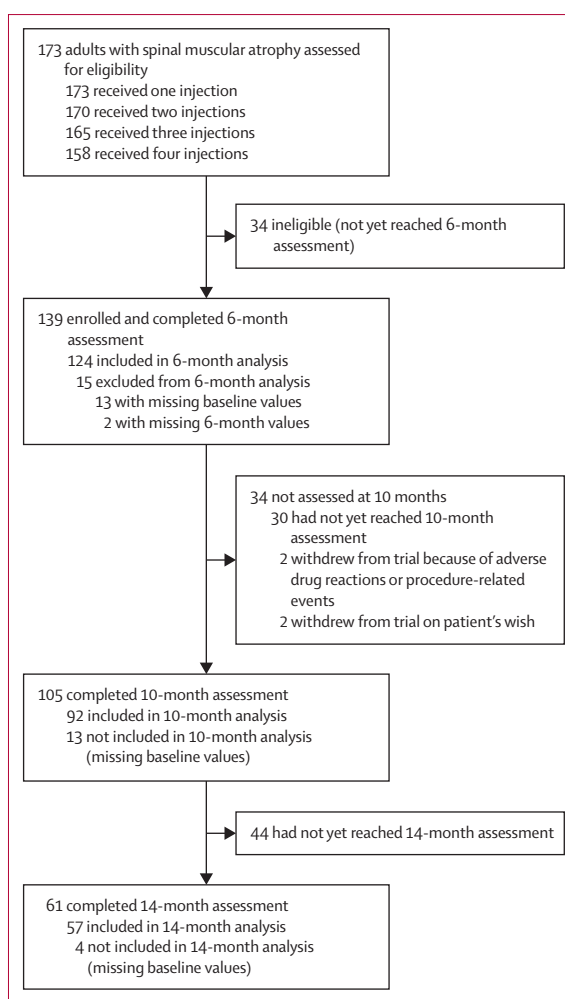 173 adults with spinal muscular atrophy assessed
for eligibility
173 received one injection
170 received two injections
165 received three injections
158 received four injections
34 ineligible (not yet reached 6-month
assessment)
139 enrolled and completed 6-month
assessment
124 included in 6-month analysis
15 excluded from 6-month analysis
13 with missing baseline values
2 with missing 6-month values
34 not assessed at 10 months
30 had not yet reached 10-month
assessment
2 withdrew from trial because of adverse
drug reactions or procedure-related
events
2 withdrew from trial on patient's wish
105 completed 10-month assessment
92 included in 10-month analysis
13 not included in 10-month analysis
(missing baseline values)
44 had not yet reached 14-month assessment
61 completed 14-month assessment
57 included in 14-month analysis
4 not included in 14-month analysis
(missing baseline values)